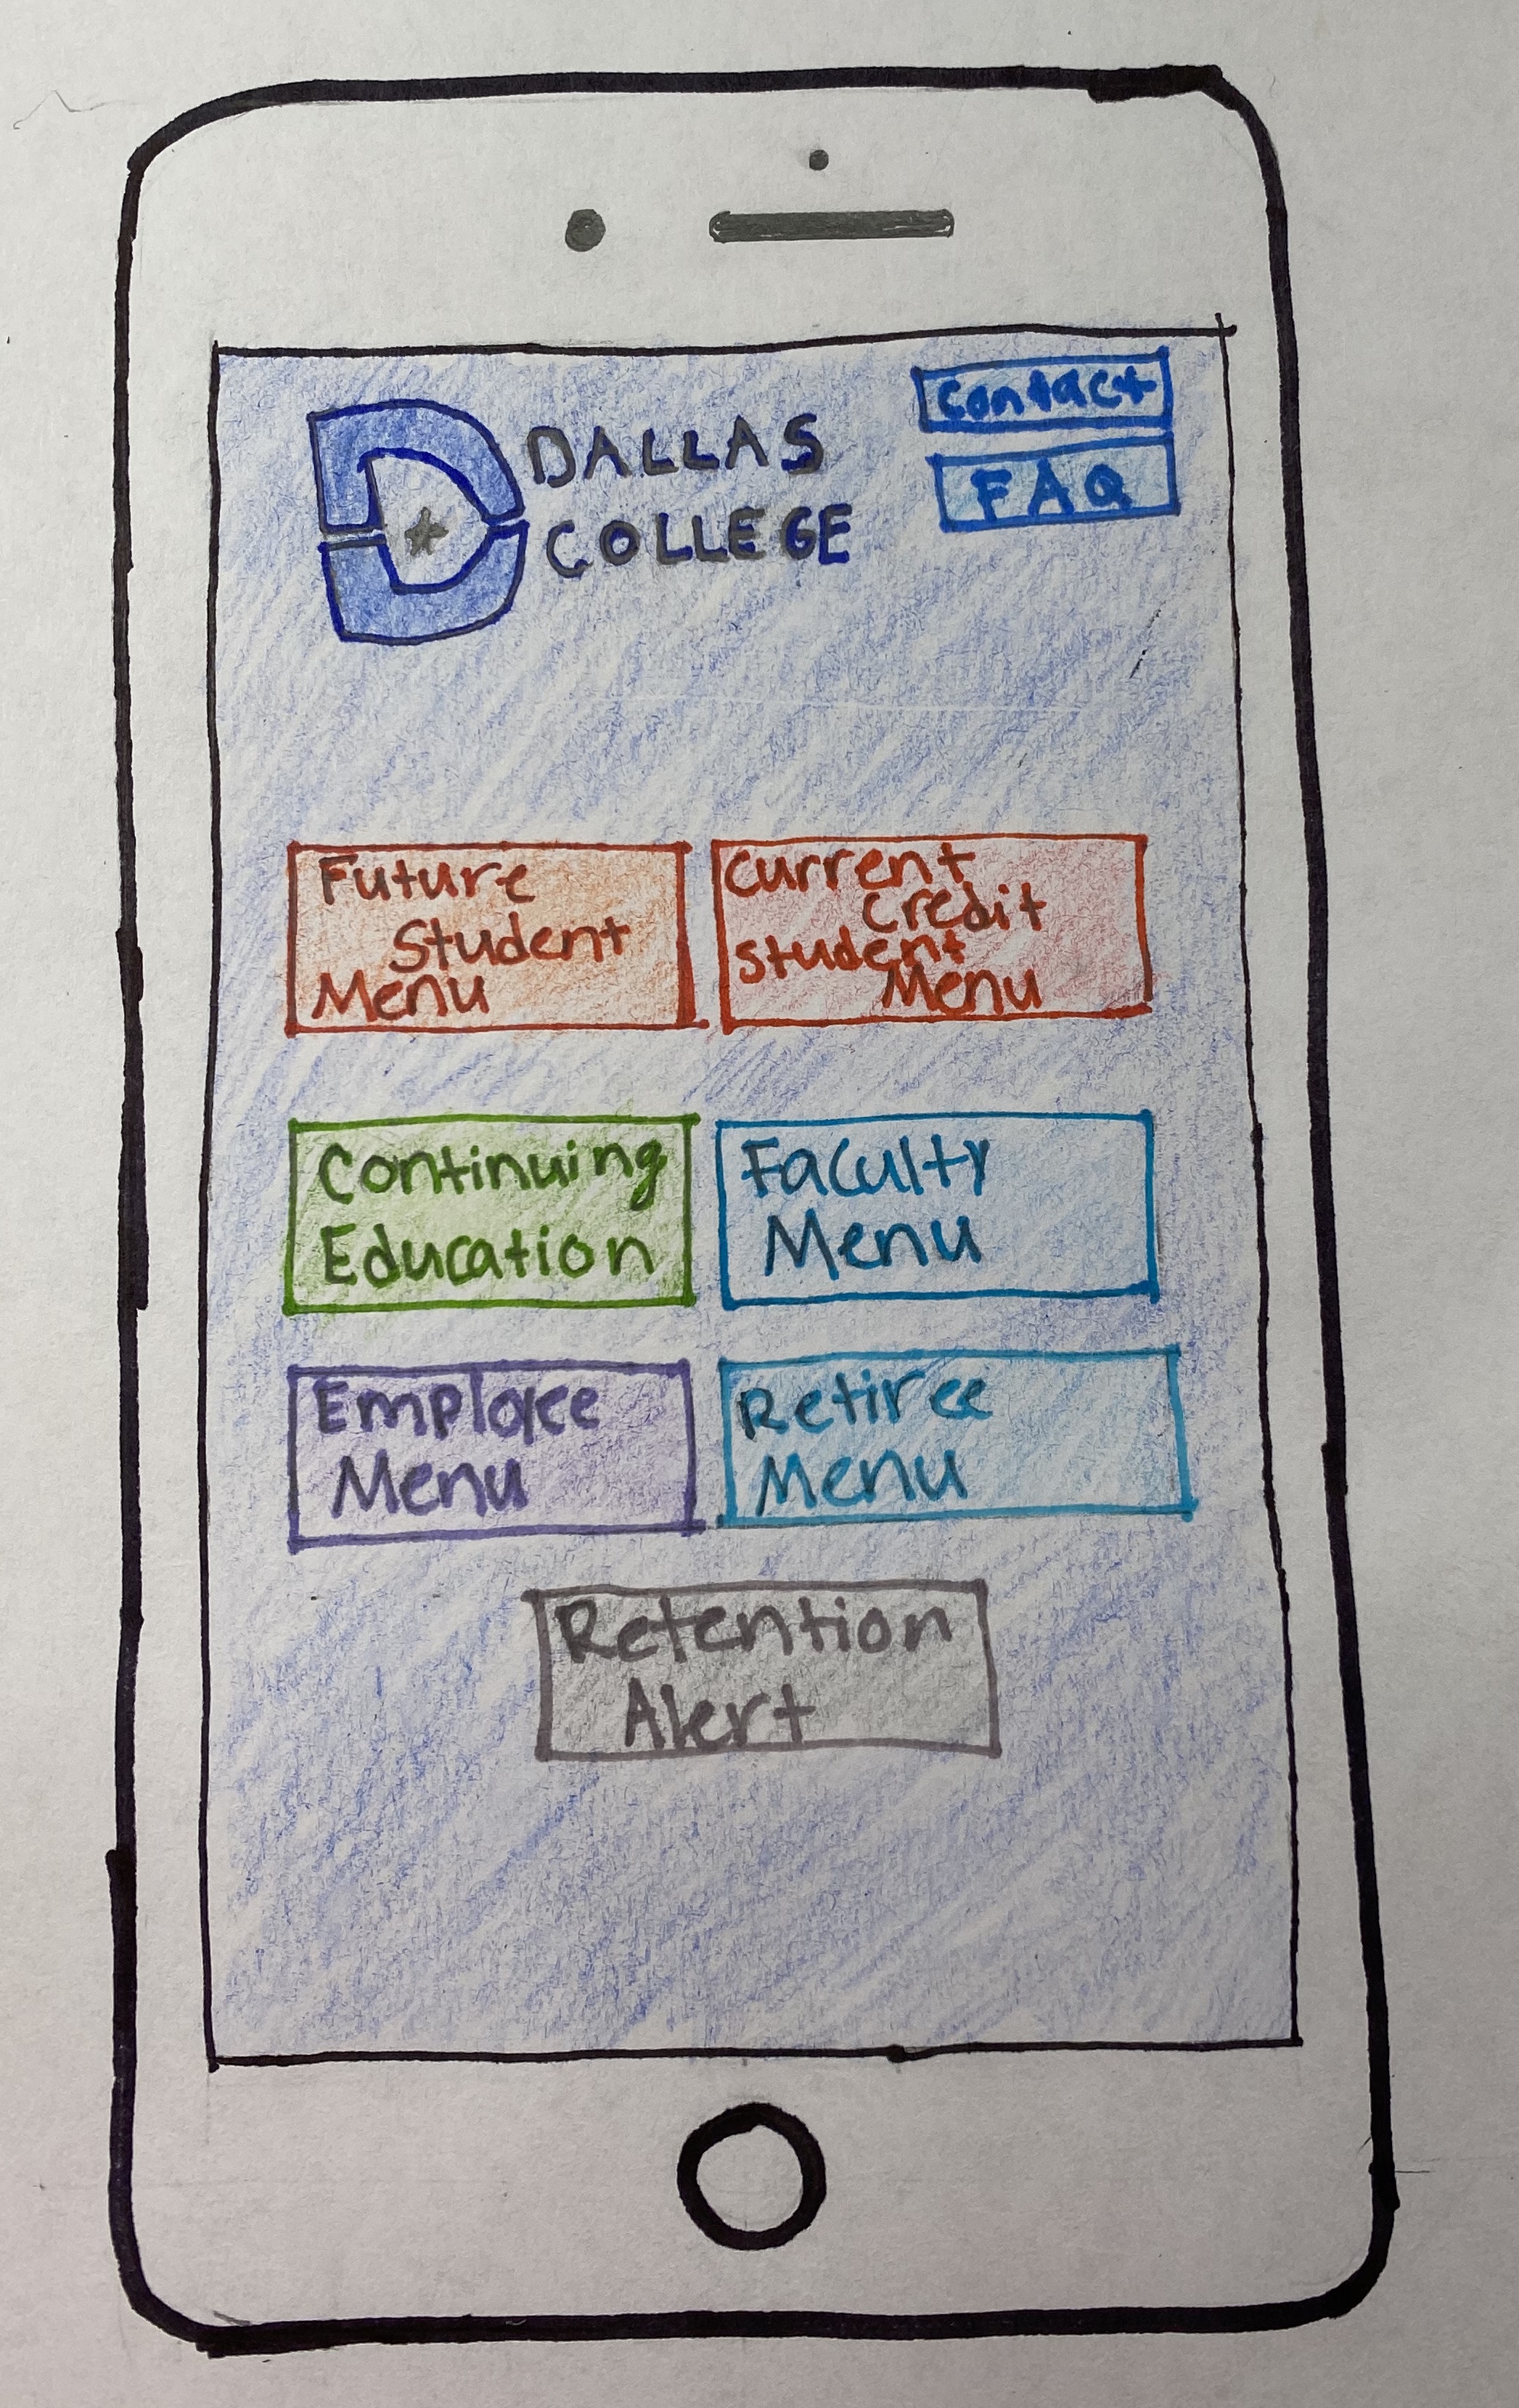 DALLAS
COLLEGE
Contact
FAQ
Future
Student
Menu
Current
Credit
Student
Menu
Continuing
Education
Faculty
Menu
Employee
Menu
Retiree
Menu
Retention
Alert